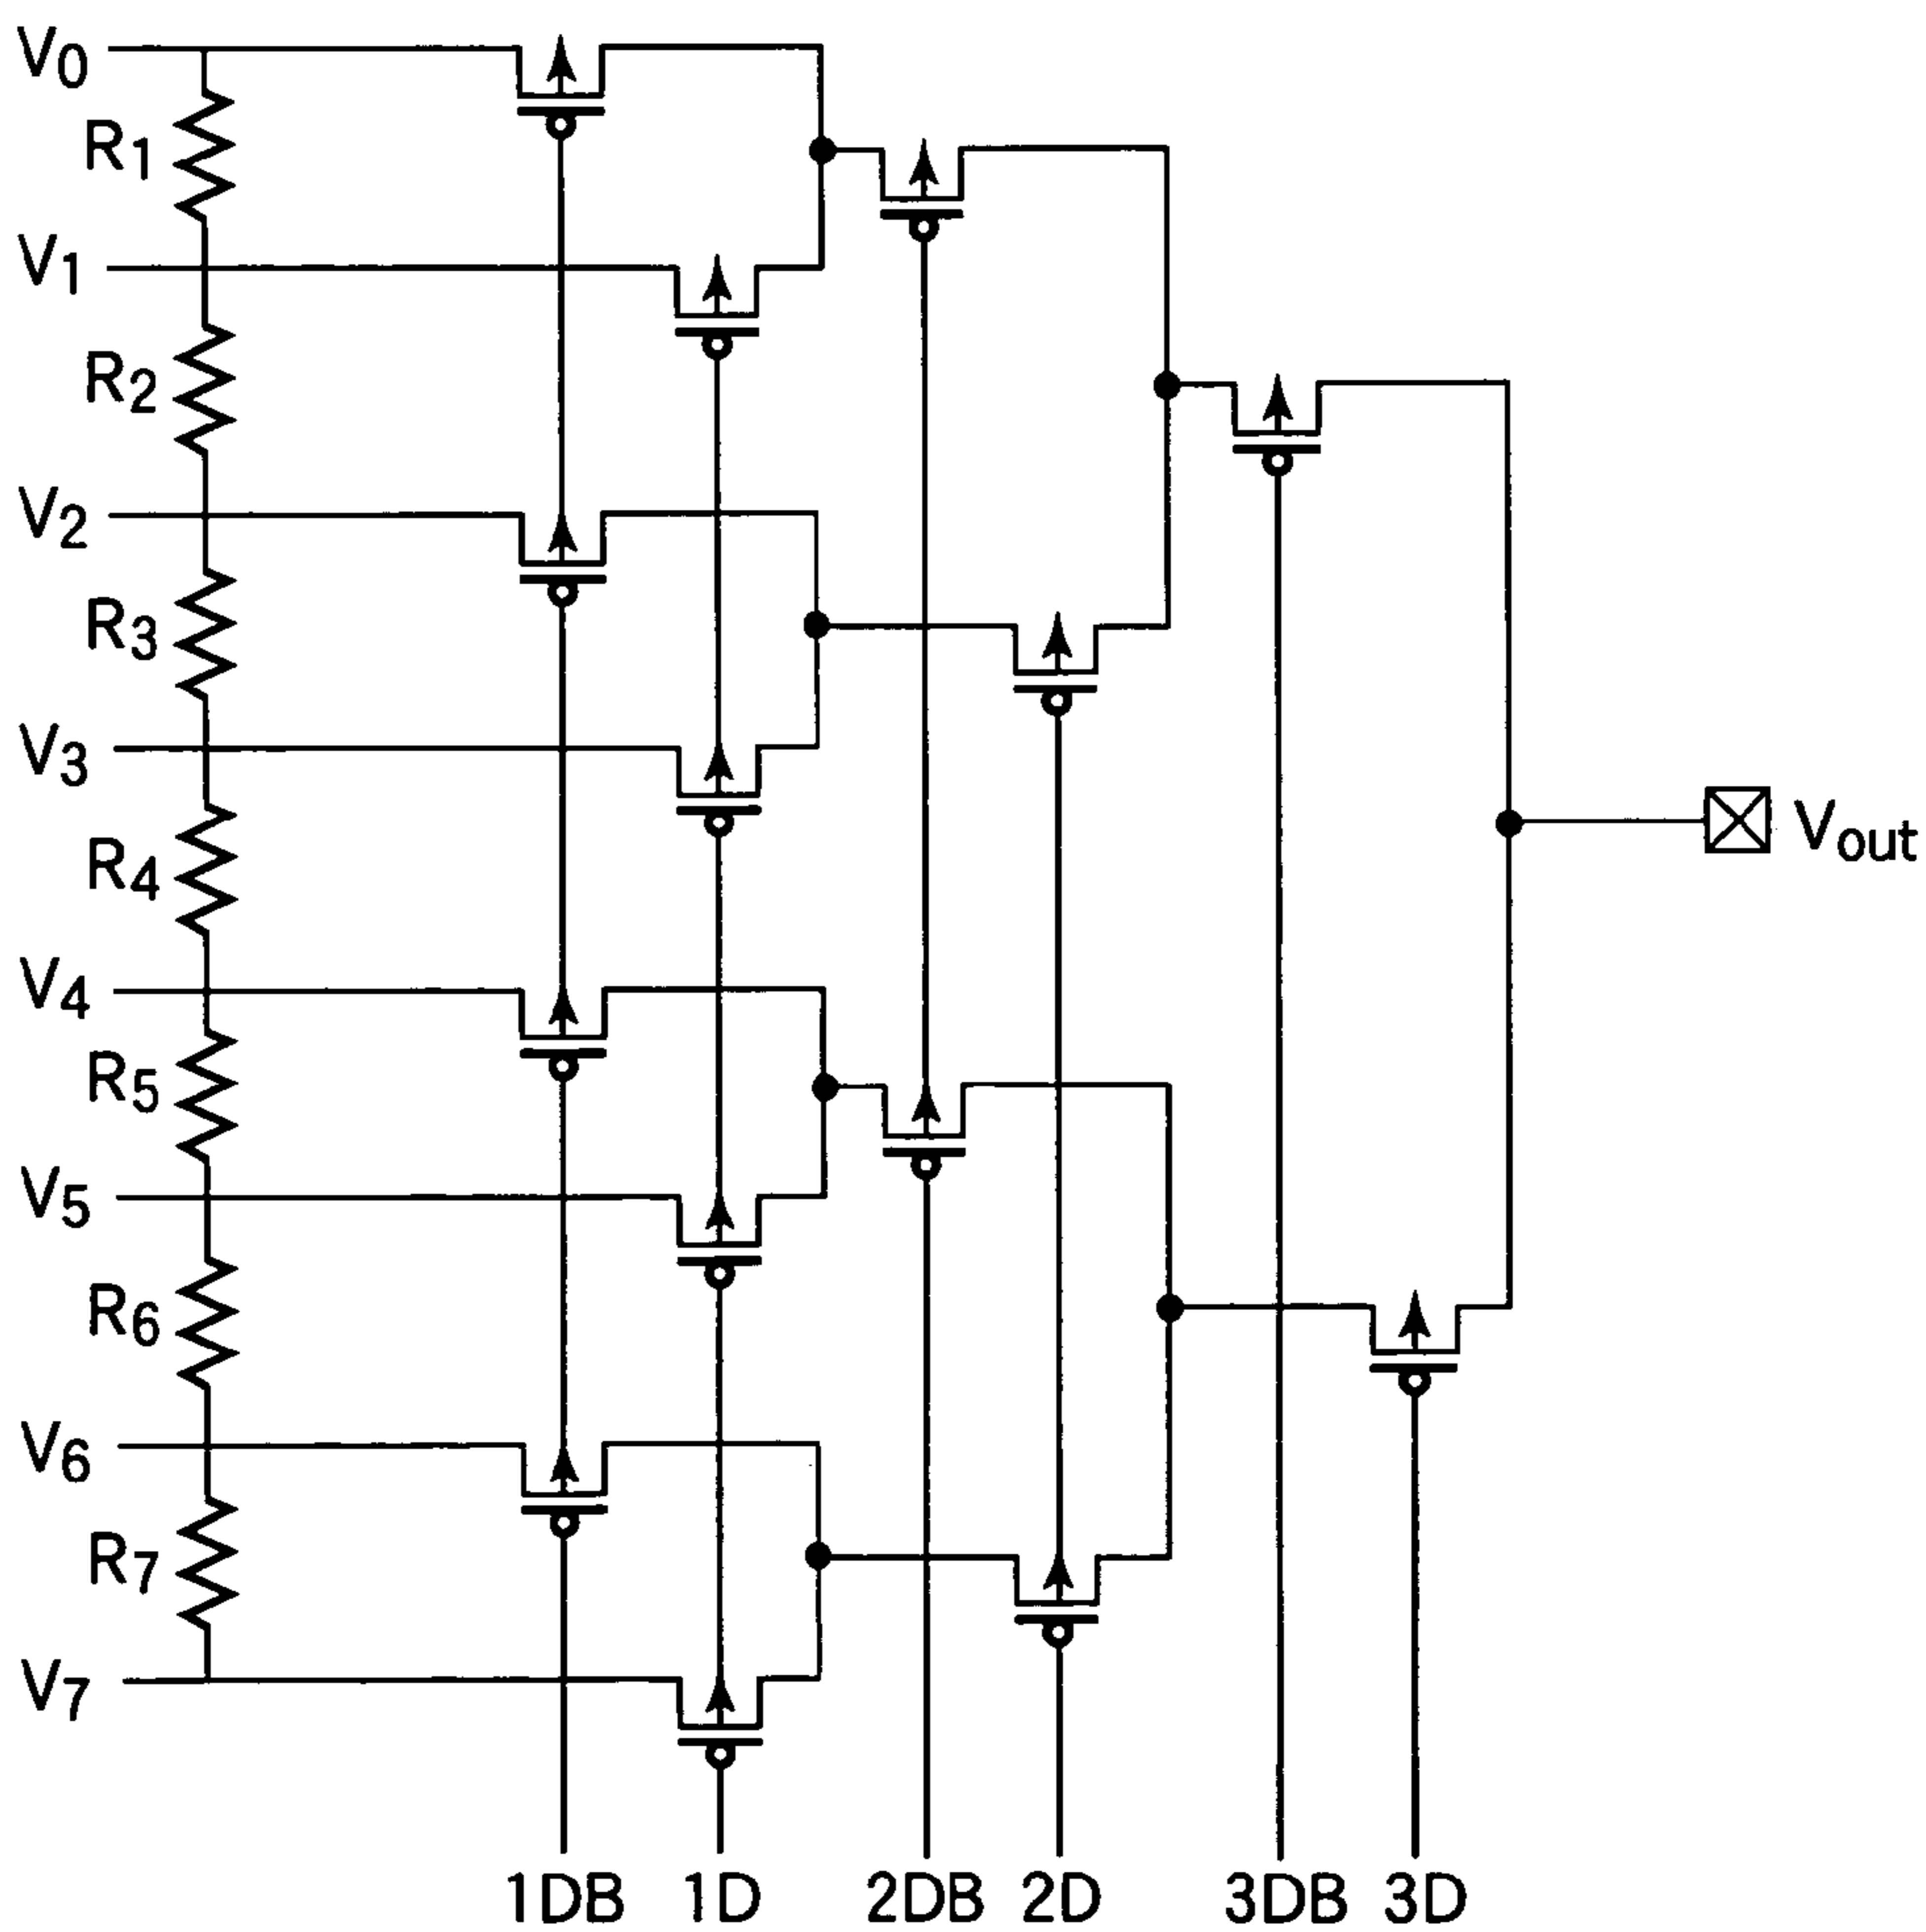 V0
R1
V1
R2
V2
R3
V3
R4
Vout
V4
R5
V5
R6
V6
R7
V7
1DB 1D 2DB 2D 3DB 3D